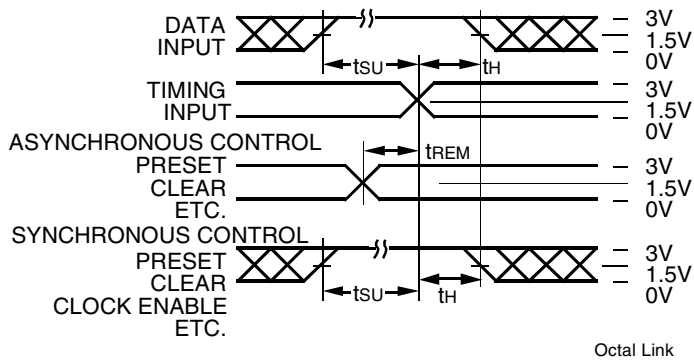 DATA
INPUT
tSU
tH
3V
1.5V
0V
TIMING
INPUT
3V
1.5V
0V
ASYNCHRONOUS CONTROL
PRESET
CLEAR
ETC.
tREM
3V
1.5V
0V
SYNCHRONOUS CONTROL
PRESET
CLEAR
CLOCK ENABLE
ETC.
tSU
tH
3V
1.5V
0V
Octal Link